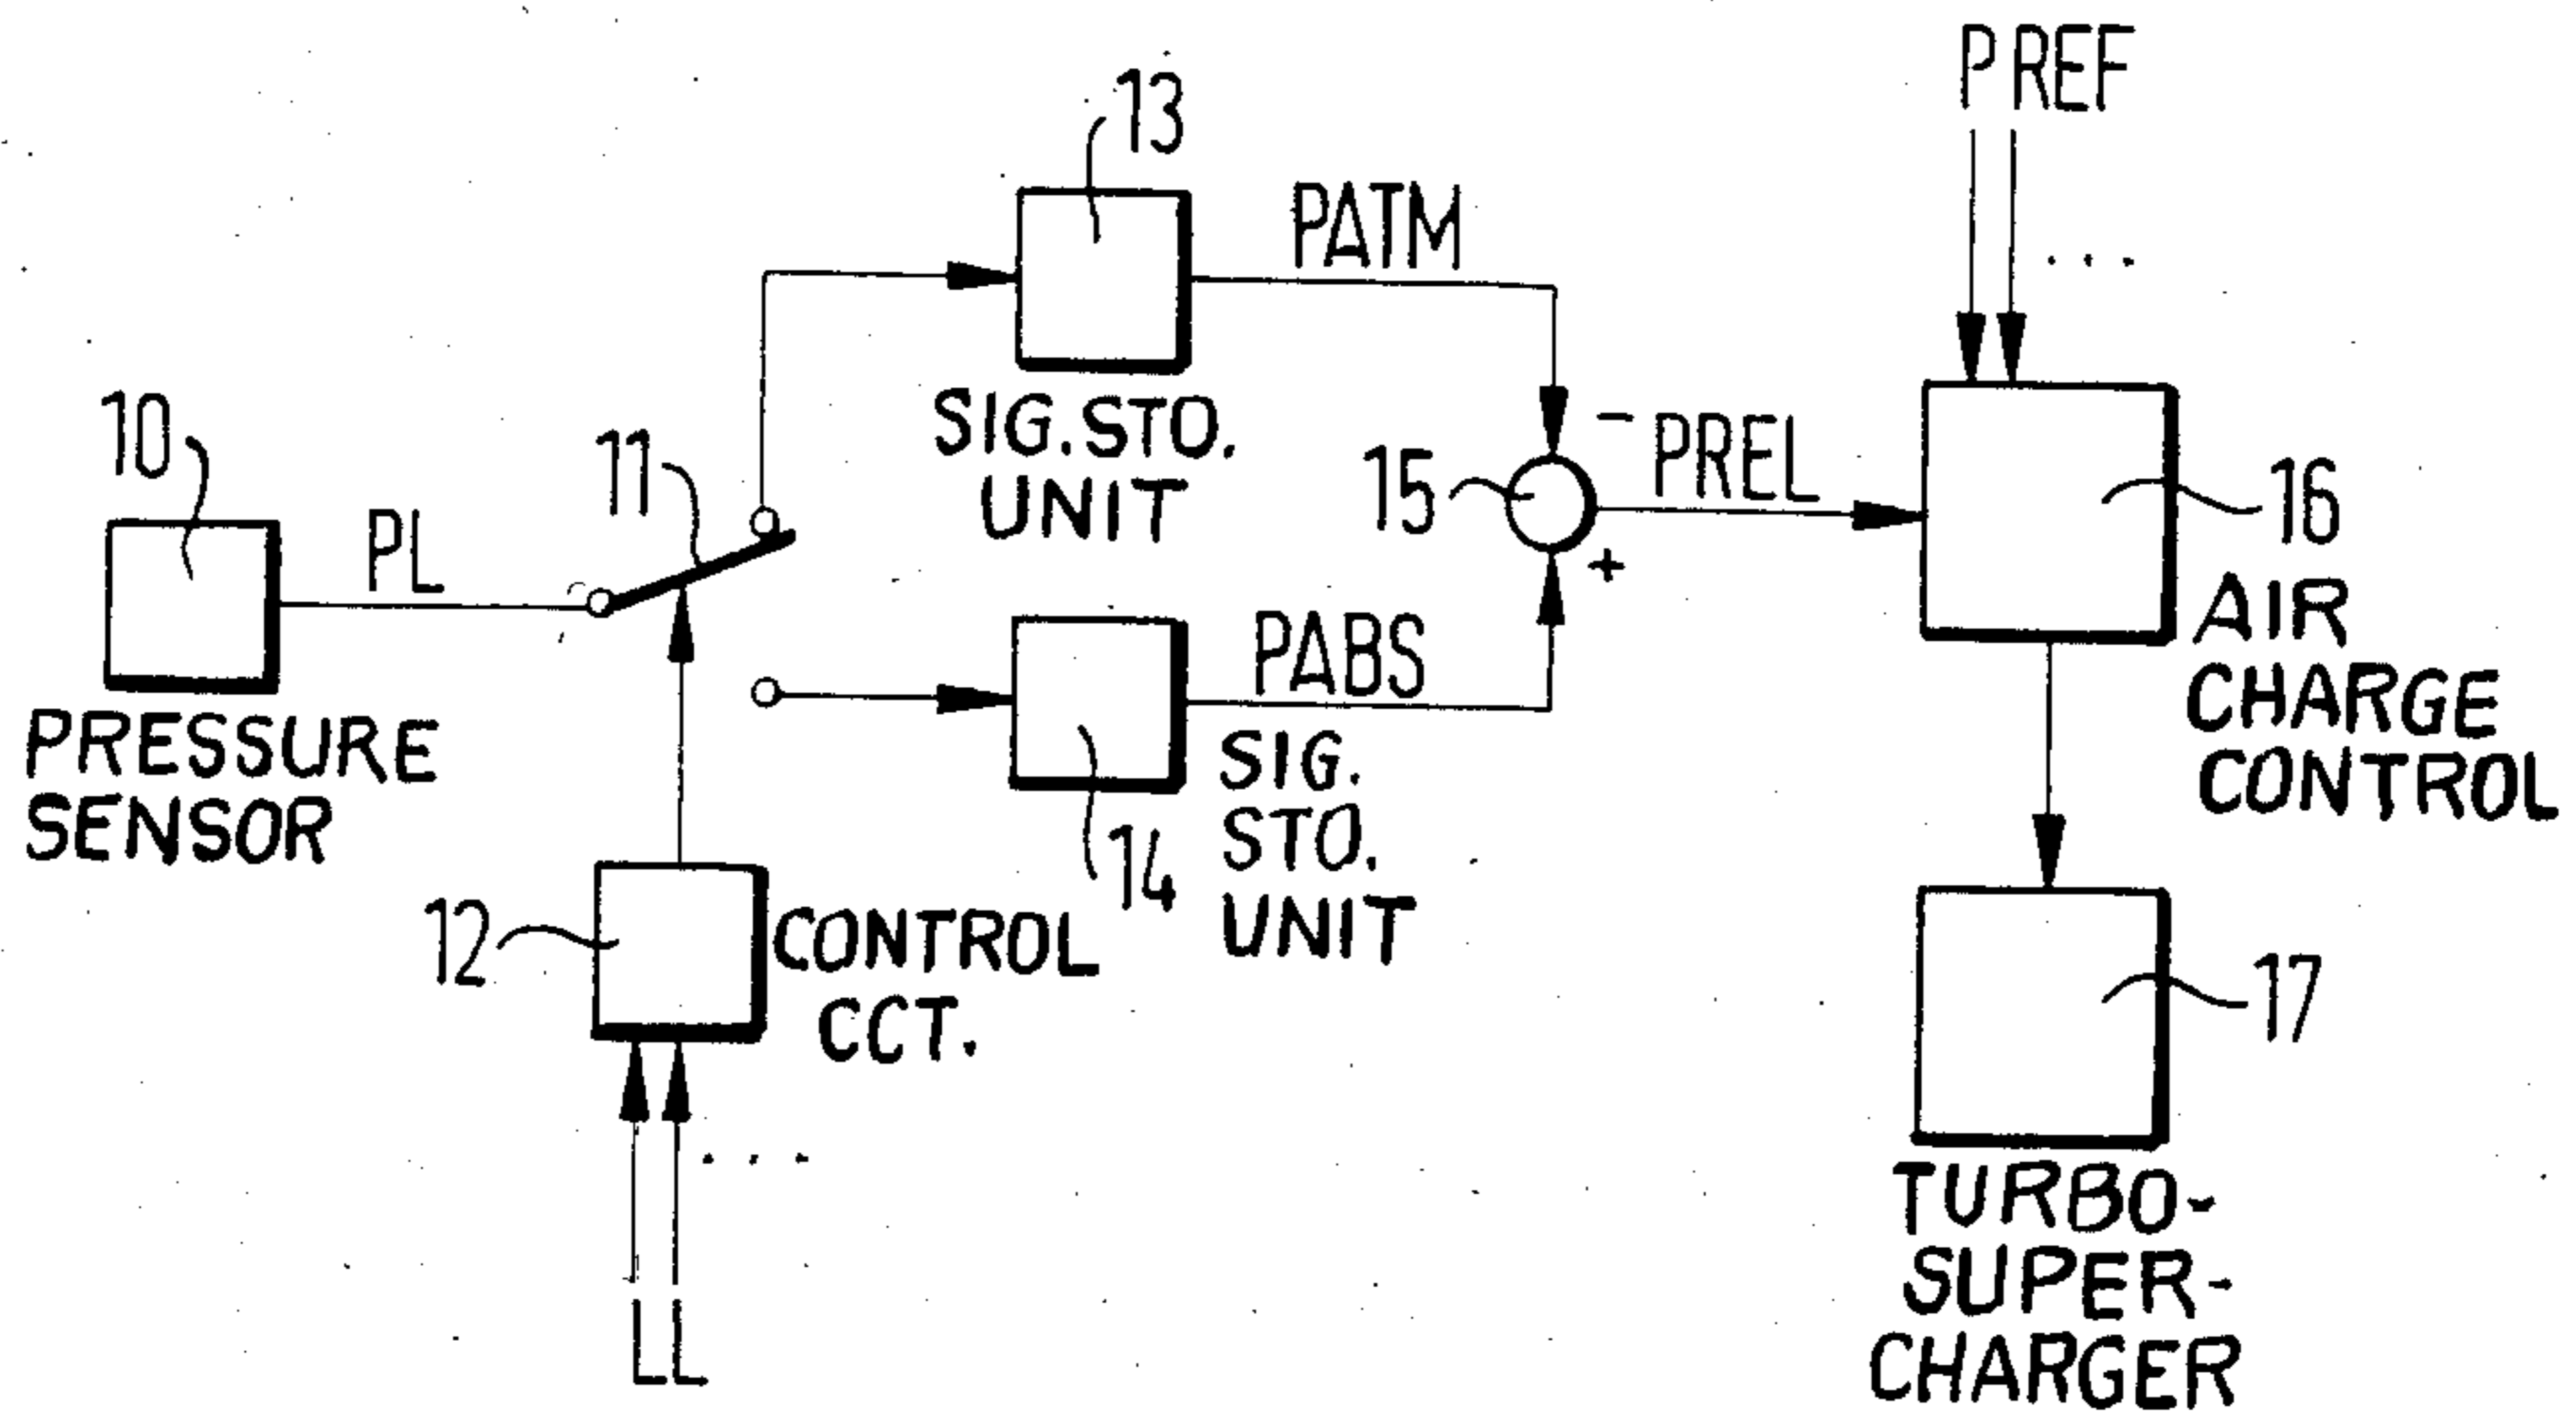 P REF
13
PATM
10
11
SIG. STO.
UNIT
15
-
PREL
16
PL
+
AIR
CHARGE
CONTROL
PRESSURE
SENSOR
PABS
SIG.
STO.
UNIT
14
12
CONTROL
CCT.
17
. . .
. . .
LL
TURBO-
SUPER-
CHARGER